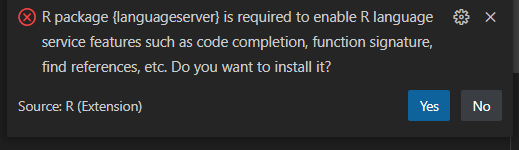 R package {languageserver} is required to enable R language
service features such as code completion, function signature,
find references, etc. Do you want to install it?
Source: R (Extension)
Yes
No